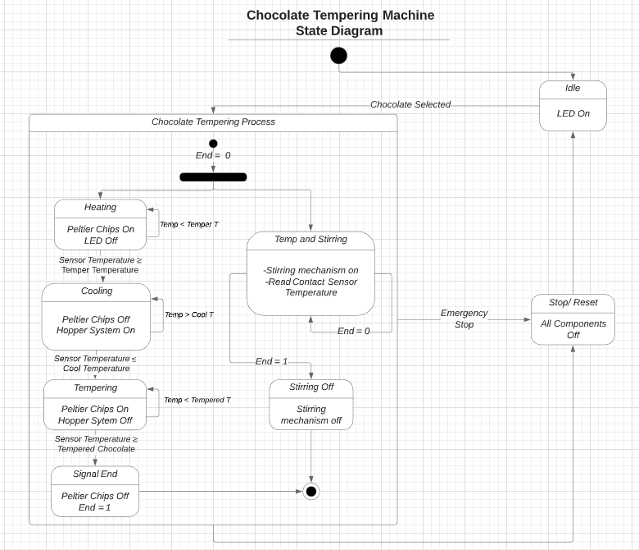 Chocolate Tempering Machine
State Diagram
Idle
LED On
Chocolate Selected
Chocolate Tempering Process
End = 0
Heating
Peltier Chips On
LED Off
Temp < Temper T
Sensor Temperature ≥
Temper Temperature
Cooling
Peltier Chips Off
Hopper System On
Temp > Cool T
Sensor Temperature ≤
Cool Temperature
Tempering
Peltier Chips On
Hopper Sytem Off
Temp < Tempered T
Sensor Temperature ≥
Tempered Chocolate
Signal End
Peltier Chips Off
End = 1
Temp and Stirring
-Stirring mechanism on
-Read Contact Sensor
Temperature
End = 0
End = 1
Stirring Off
Stirring
mechanism off
Emergency
Stop
Stop/ Reset
All Components
Off